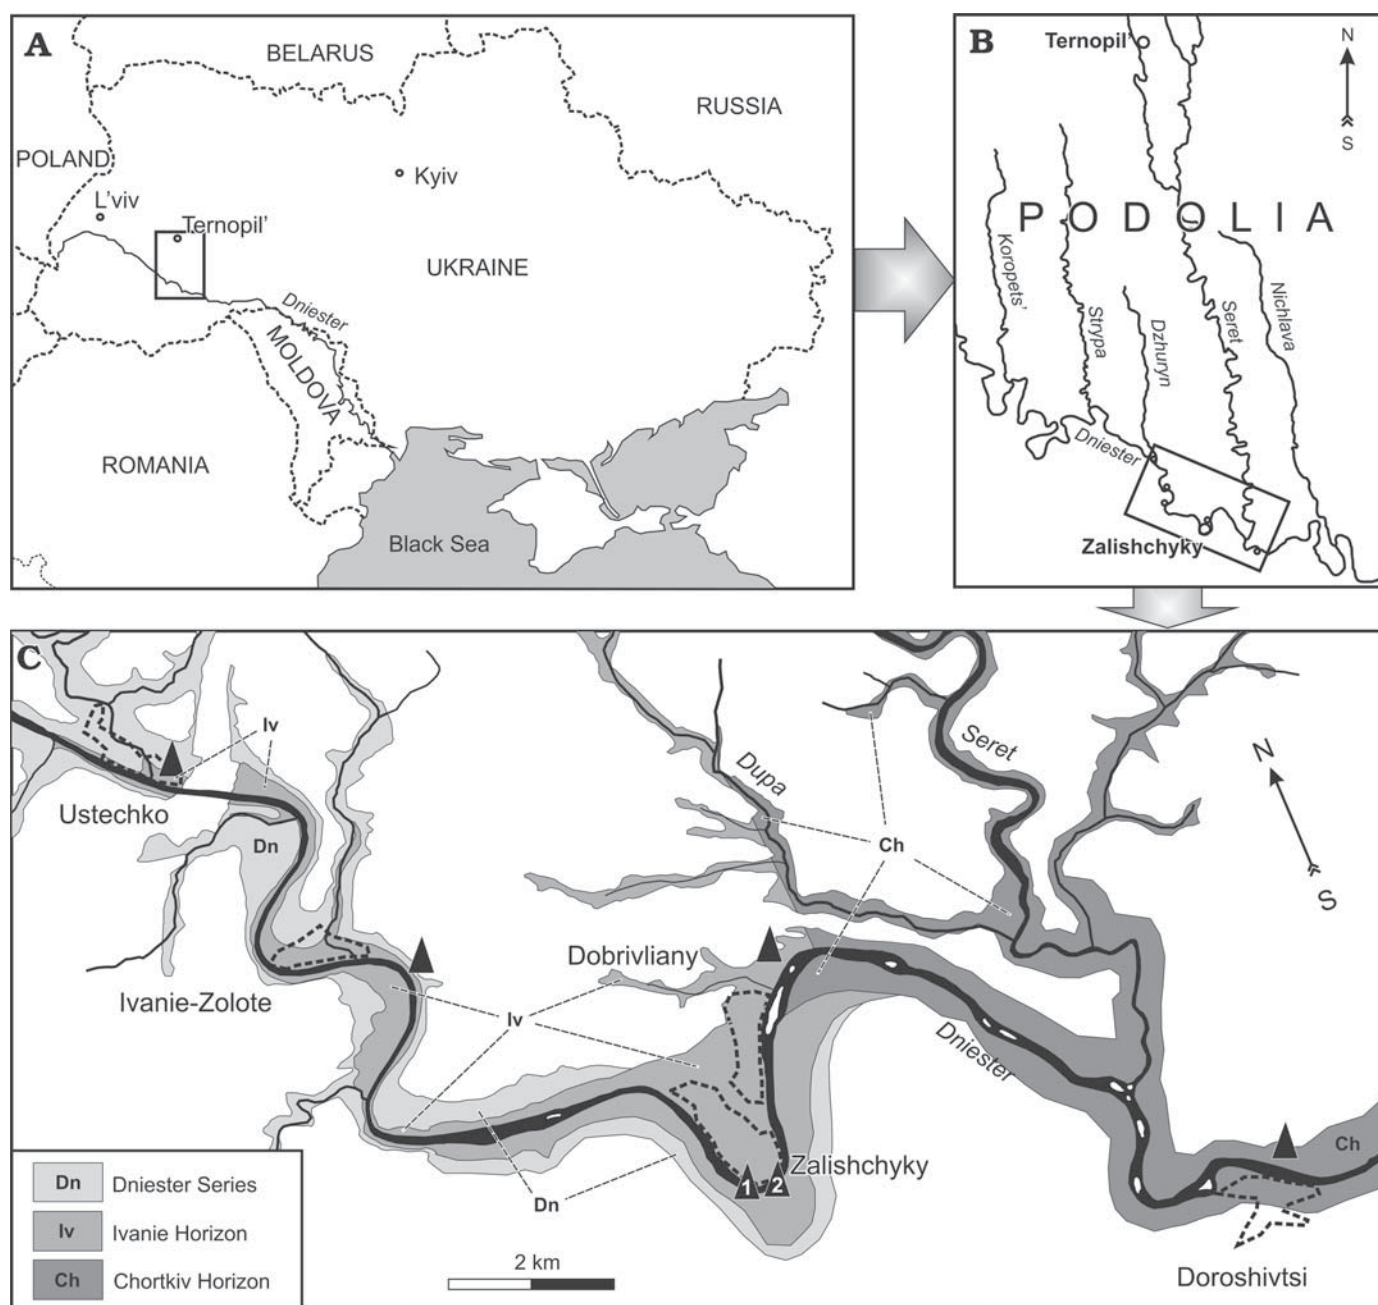 A
BELARUS
RUSSIA
POLAND
Kyiv
L'viv
Ternopil'
UKRAINE
Dniester
MOLDOVA
ROMANIA
Black Sea
B
Ternopil'
N
S
PODOLIA
Koropets'
Strypa
Dzhuryn
Seret
Nichlava
Dniester
Zalishchyky
C
Iv
Seret
N
Ustechko
Dupa
Dn
Ch
S
Dobrivliany
Ivanie-Zolote
Iv
Dniester
Ch
Zalishchyky
1 2
Dn
Dn Dniester Series
Iv Ivanie Horizon
Ch Chortkiv Horizon
2 km
Doroshivtsi